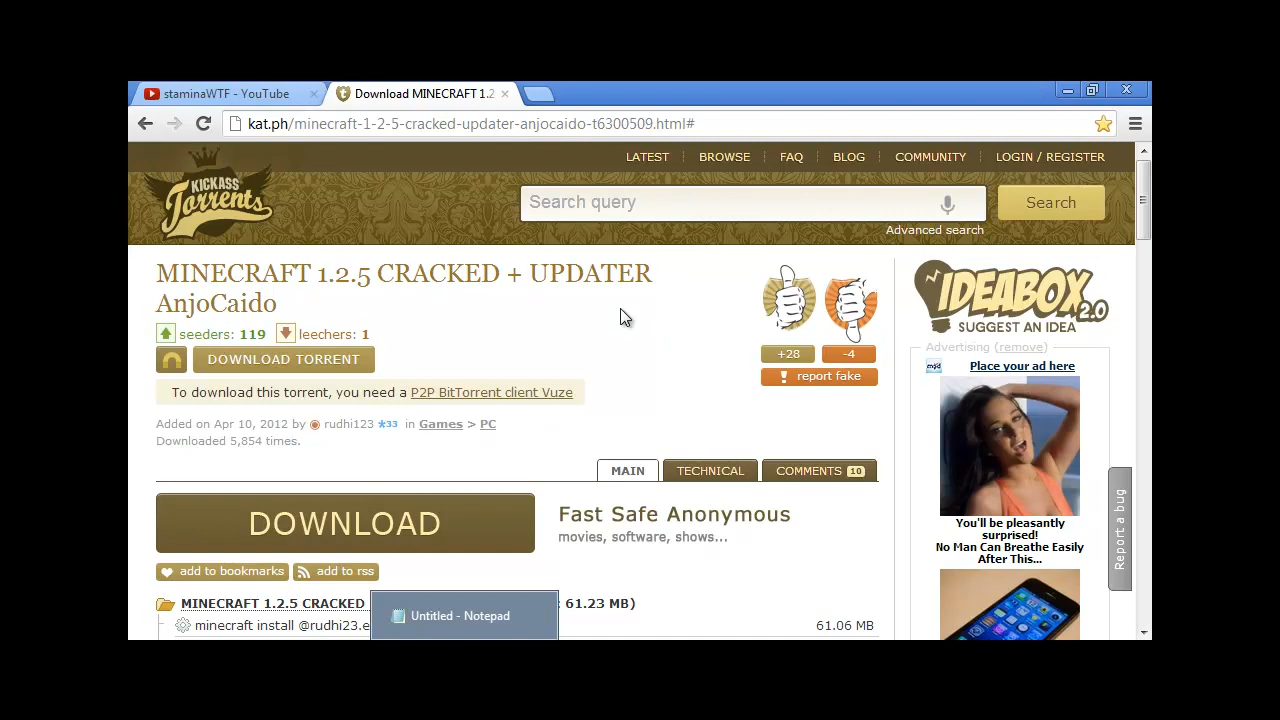 staminaWTF - YouTube
Download MINECRAFT 1.2
kat.ph/minecraft-1-2-5-cracked-updater-anjocaido-t6300509.html#
LATEST BROWSE FAQ BLOG COMMUNITY LOGIN / REGISTER
KICKASS
Torrents
Search query
Search
Advanced search
MINECRAFT 1.2.5 CRACKED + UPDATER
AnjoCaido
seeders: 119 leechers: 1
DOWNLOAD TORRENT
To download this torrent, you need a P2P BitTorrent client Vuze
Added on Apr 10, 2012 by rudhi123 33 in Games > PC
Downloaded 5,854 times.
+28 -4
report fake
IDEABOX 2.0
SUGGEST AN IDEA
Advertising (remove)
Place your ad here
You'll be pleasantly
surprised!
No Man Can Breathe Easily
After This...
MAIN TECHNICAL COMMENTS 10
DOWNLOAD
Fast Safe Anonymous
movies, software, shows...
add to bookmarks add to rss
Report a bug
MINECRAFT 1.2.5 CRACKED : 61.23 MB)
Untitled - Notepad
minecraft install @rudhi23.e 61.06 MB